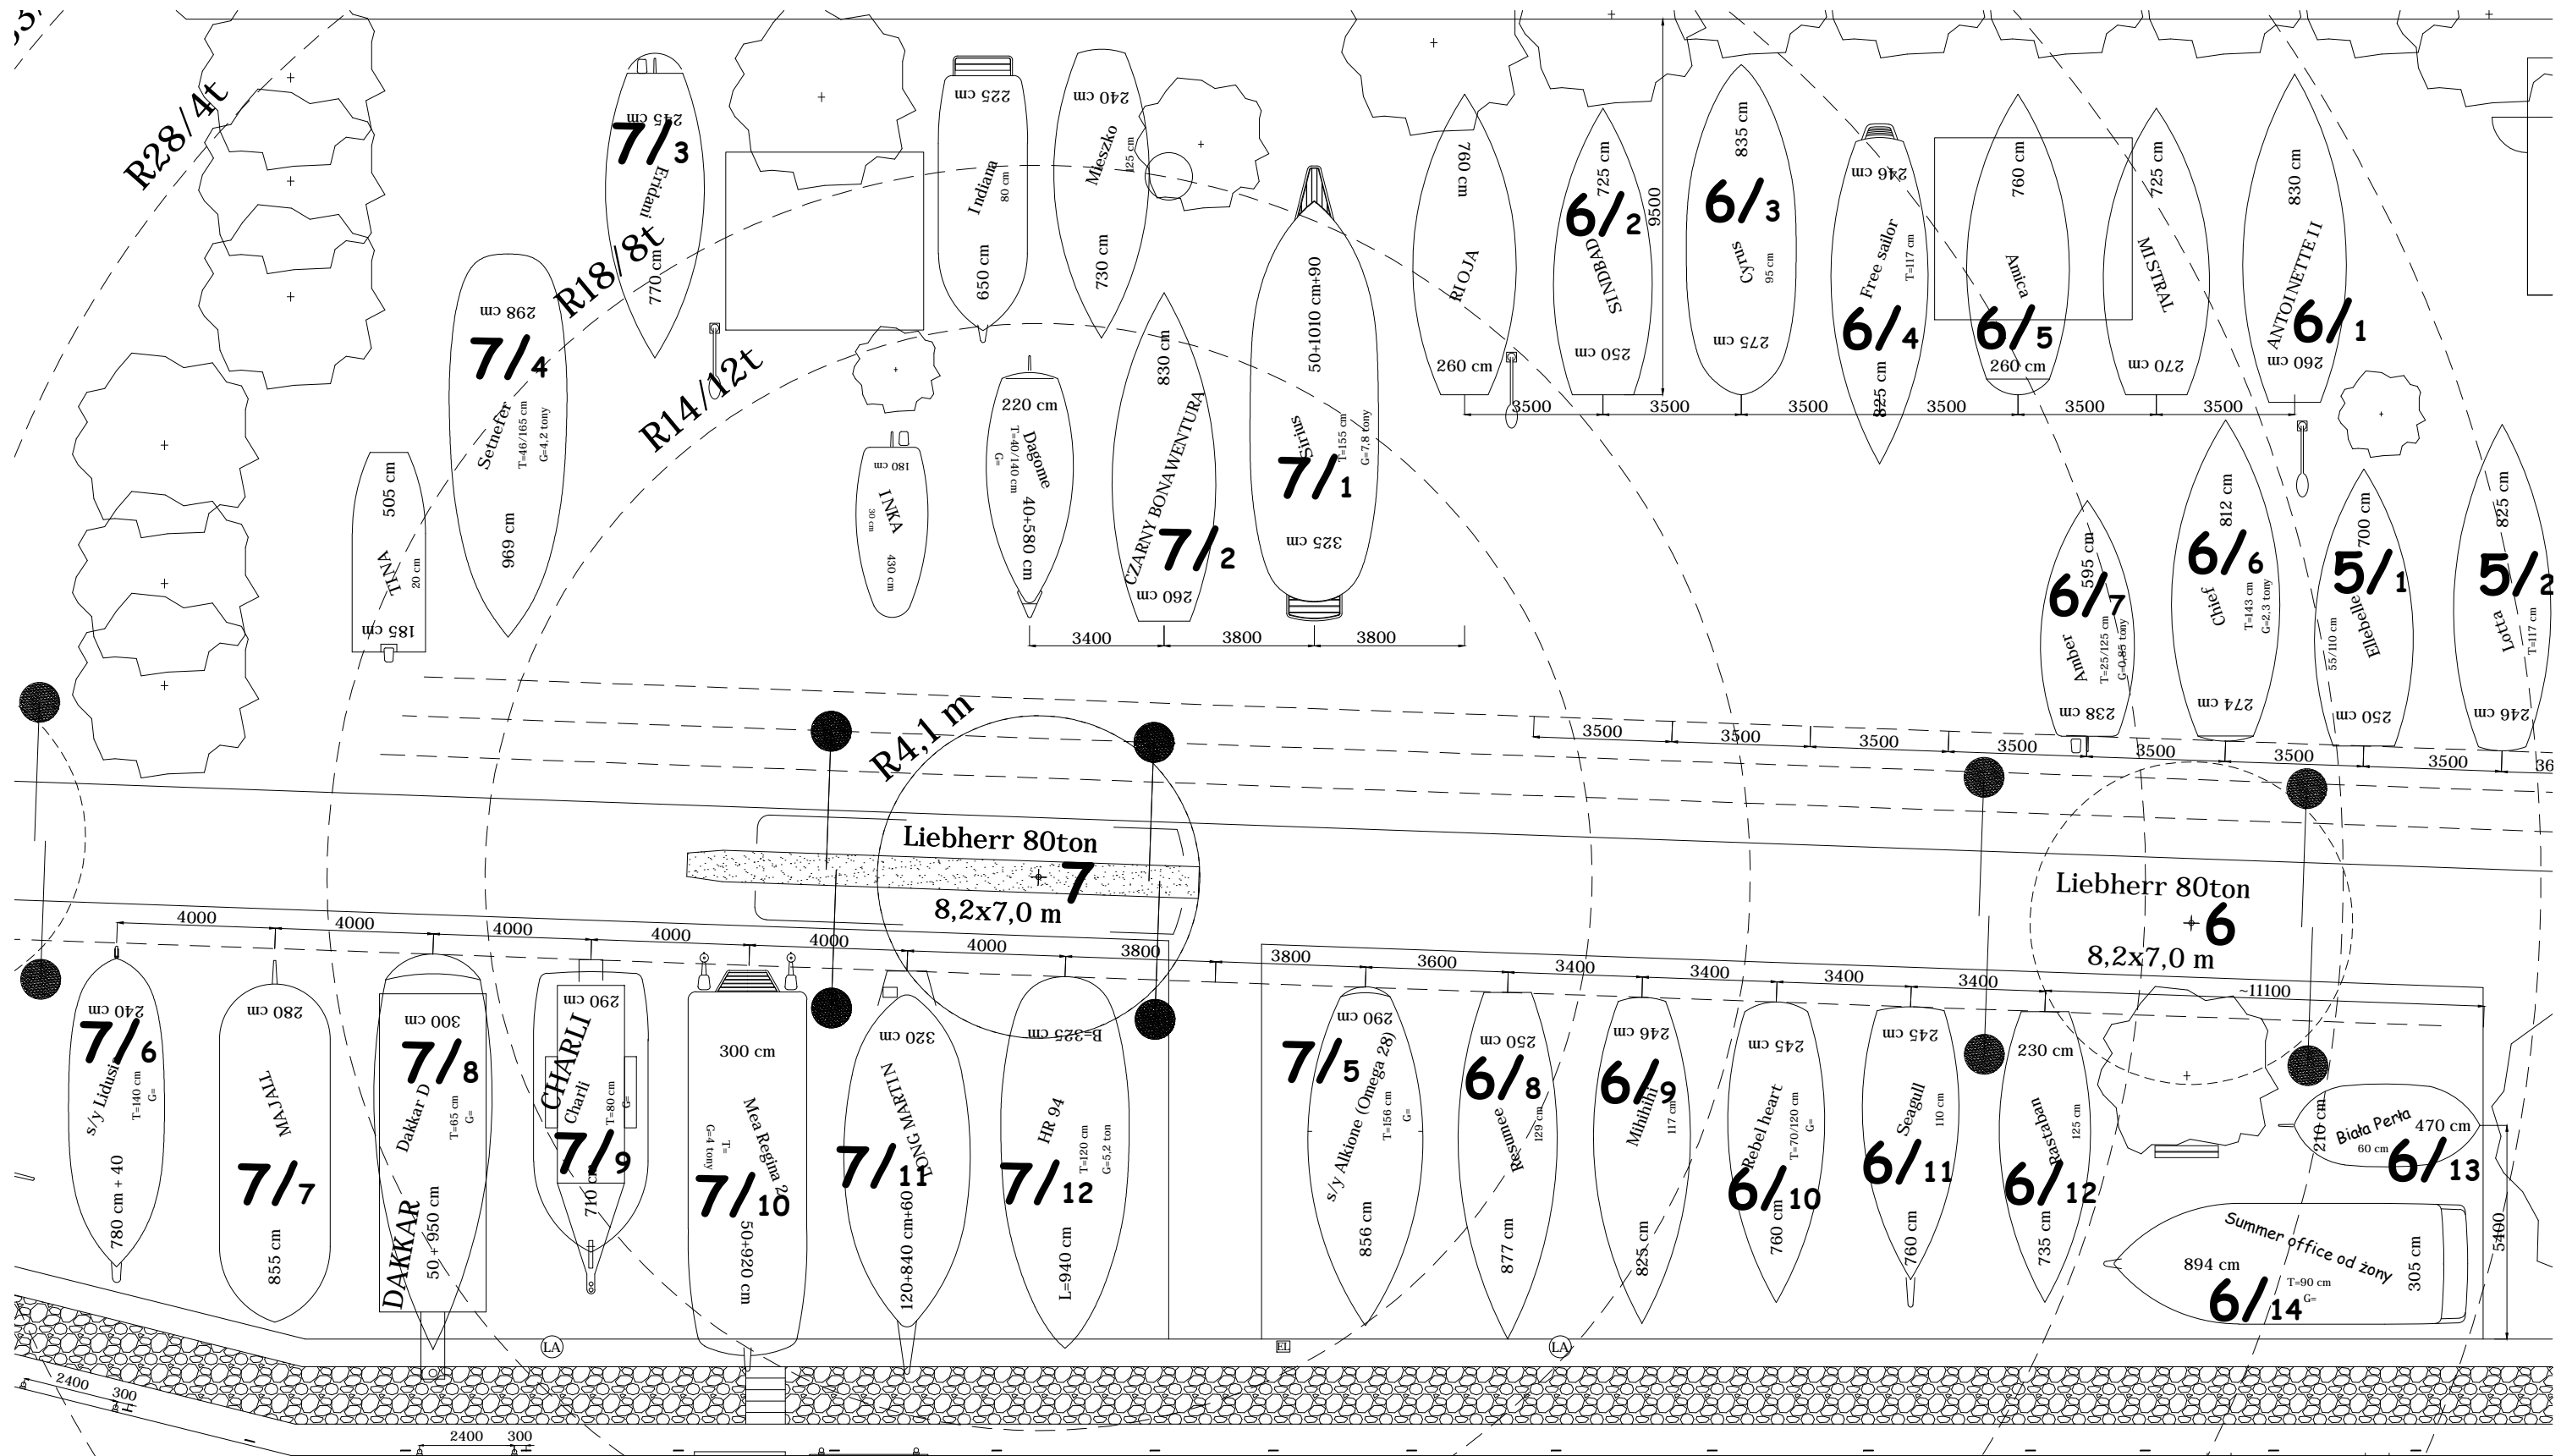 R28/4t
R18/8t
R14/12t
R4,1 m
245 cm
7/3
Eridani
770 cm
225 cm
Indiana
80 cm
650 cm
240 cm
Mieszko
125 cm
730 cm
298 cm
7/4
Setnefer
T=46/165 cm
G=4,2 tony
969 cm
505 cm
TINA
20 cm
185 cm
180 cm
INKA
30 cm
430 cm
220 cm
Dagome
T=40/140 cm
G=
40+580 cm
830 cm
CZARNY BONAWENTURA
7/2
260 cm
50+1010 cm+90
Sirius
T=155 cm
G=7,8 tony
7/1
325 cm
3400
3800
3800
760 cm
RIOJA
260 cm
725 cm
6/2
SINDBAD
250 cm
9500
835 cm
6/3
Cyrus
95 cm
275 cm
246 cm
Free sailor
T=117 cm
6/4
825 cm
760 cm
Amica
6/5
260 cm
725 cm
MISTRAL
270 cm
830 cm
ANTOINETTE II
6/1
260 cm
3500
3500
3500
3500
3500
3500
595 cm
6/7
Amber
T=25/125 cm
G=0,85 tony
238 cm
812 cm
6/6
Chief
T=143 cm
G=2,3 tony
274 cm
700 cm
5/1
Ellebelle
55/110 cm
250 cm
825 cm
5/2
Lotta
T=117 cm
246 cm
3500
3500
3500
3500
3500
3500
3500
36
Liebherr 80ton
7
8,2x7,0 m
Liebherr 80ton
6
8,2x7,0 m
4000
4000
4000
4000
4000
4000
3800
3800
3600
3400
3400
3400
3400
~11100
240 cm
7/6
s/y Lidusia
T=140 cm
G=
780 cm + 40
280 cm
MAJALL
7/7
855 cm
300 cm
7/8
Dakkar D
T=65 cm
G=
50 + 950 cm
DAKKAR
290 cm
CHARLI
Charli
T=80 cm
G=
7/9
710 cm
300 cm
Mea Regina 2
T=
G=4 tony
7/10
50+920 cm
320 cm
LONG MARTIN
7/11
120+840 cm+60
B=325 cm
HR 94
T=120 cm
G=5,2 ton
7/12
L=940 cm
290 cm
7/5
s/y Alkione (Omega 28)
T=156 cm
G=
856 cm
250 cm
6/8
Resumee
129 cm
877 cm
246 cm
6/9
Mihihihi
117 cm
825 cm
245 cm
Rebel heart
T=70/120 cm
G=
6/10
760 cm
245 cm
Seagull
110 cm
6/11
760 cm
230 cm
Rastaban
125 cm
6/12
735 cm
210 cm
Biała Perła
60 cm
470 cm
6/13
Summer office od żony
894 cm
T=90 cm
G=
305 cm
6/14
5400
LA
EL
LA
2400
300
2400
300